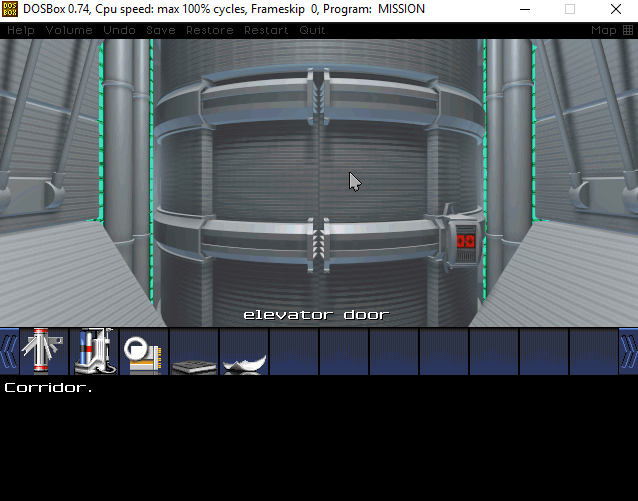 DOSBox 0.74, Cpu speed: max 100% cycles, Frameskip 0, Program: MISSION
Help Volume Undo Save Restore Restart Quit Map
elevator door
Corridor.